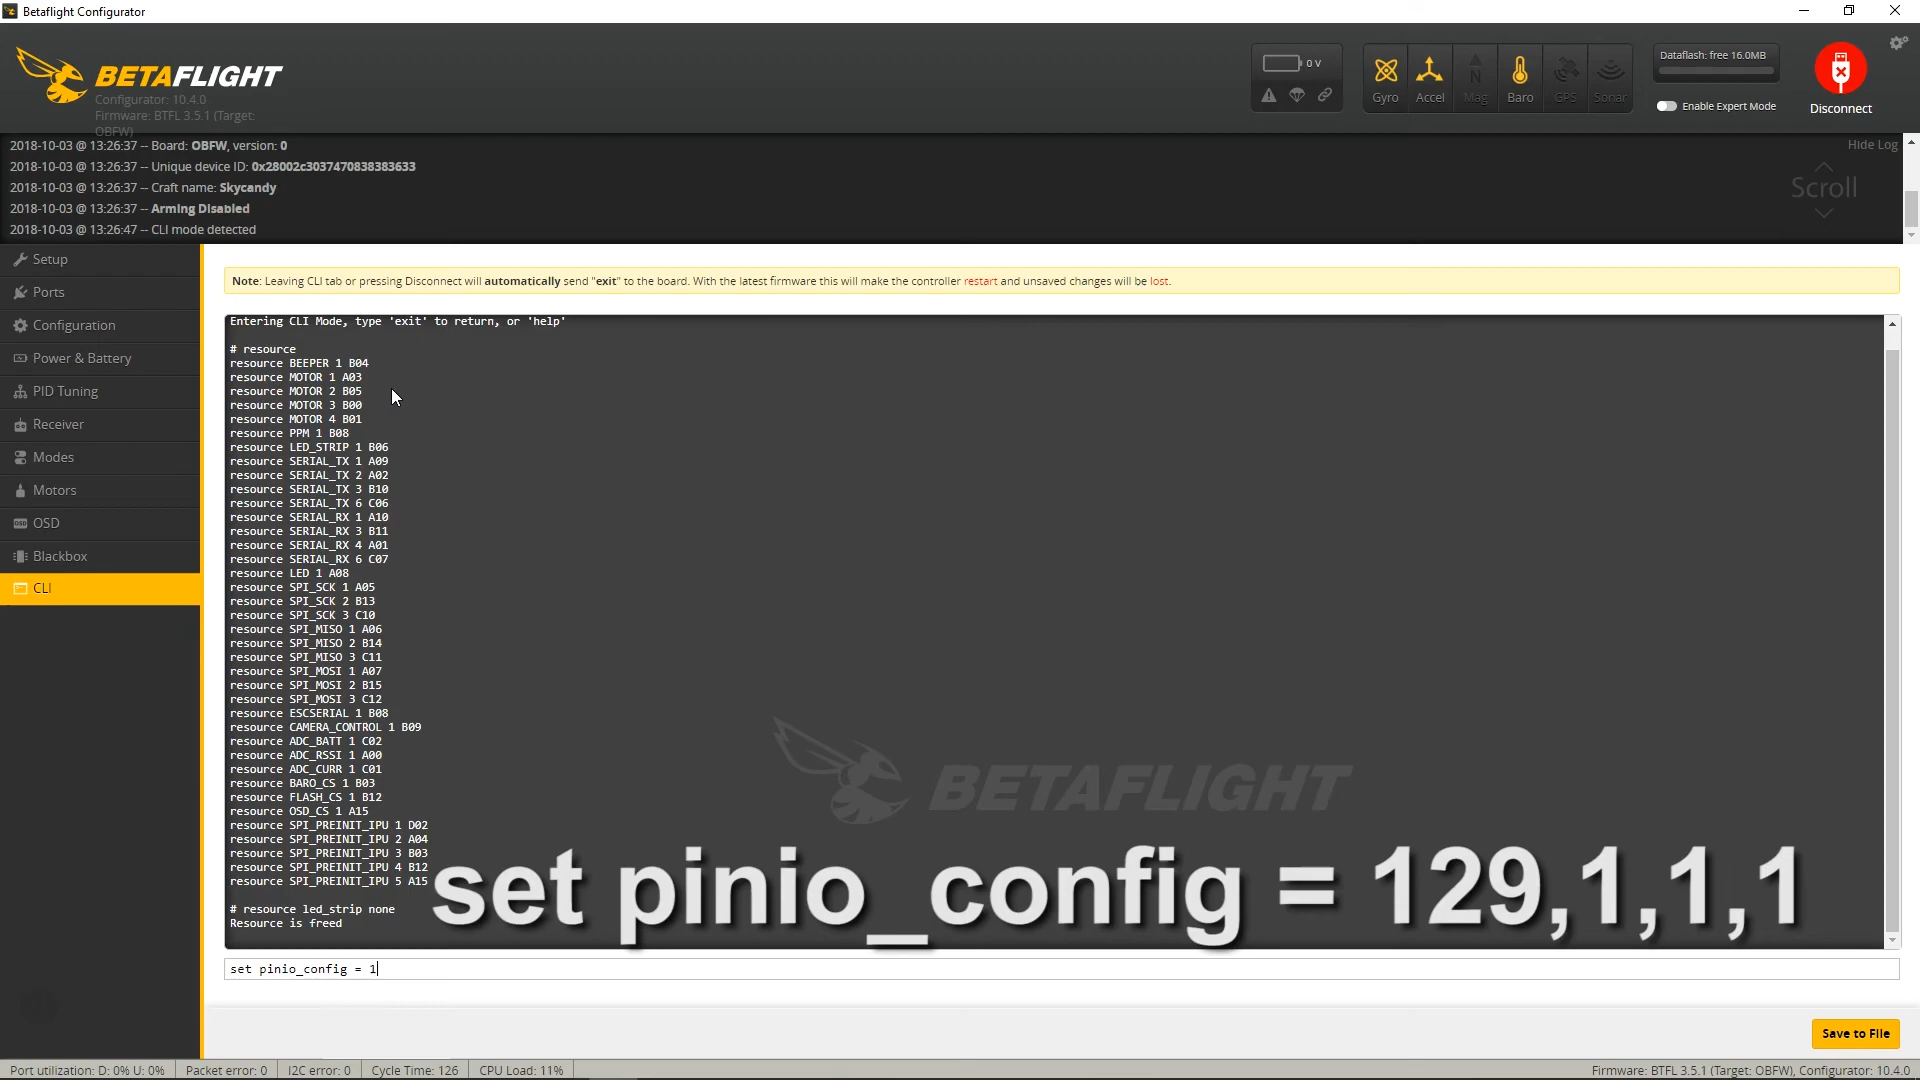 Betaflight Configurator
BETAFLIGHT
Configurator: 10.4.0
Firmware: BTFL 3.5.1 (Target:
OBFW)
0 V
Gyro
Accel
Mag
Baro
GPS
Sonar
Dataflash: free 16.0MB
Enable Expert Mode
Disconnect
2018-10-03 @ 13:26:37 -- Board: OBFW, version: 0
2018-10-03 @ 13:26:37 -- Unique device ID: 0x28002c3037470838383633
2018-10-03 @ 13:26:37 -- Craft name: Skycandy
2018-10-03 @ 13:26:37 -- Arming Disabled
2018-10-03 @ 13:26:47 -- CLI mode detected
Hide Log
Scroll
Setup
Ports
Configuration
Power & Battery
PID Tuning
Receiver
Modes
Motors
OSD
Blackbox
CLI
Note: Leaving CLI tab or pressing Disconnect will automatically send "exit" to the board. With the latest firmware this will make the controller restart and unsaved changes will be lost.
Entering CLI Mode, type 'exit' to return, or 'help'
# resource
resource BEEPER 1 B04
resource MOTOR 1 A03
resource MOTOR 2 B05
resource MOTOR 3 B00
resource MOTOR 4 B01
resource PPM 1 B08
resource LED_STRIP 1 B06
resource SERIAL_TX 1 A09
resource SERIAL_TX 2 A02
resource SERIAL_TX 3 B10
resource SERIAL_TX 6 C06
resource SERIAL_RX 1 A10
resource SERIAL_RX 3 B11
resource SERIAL_RX 4 A01
resource SERIAL_RX 6 C07
resource LED 1 A08
resource SPI_SCK 1 A05
resource SPI_SCK 2 B13
resource SPI_SCK 3 C10
resource SPI_MISO 1 A06
resource SPI_MISO 2 B14
resource SPI_MISO 3 C11
resource SPI_MOSI 1 A07
resource SPI_MOSI 2 B15
resource SPI_MOSI 3 C12
resource ESCSERIAL 1 B08
resource CAMERA_CONTROL 1 B09
resource ADC_BATT 1 C02
resource ADC_RSSI 1 A00
resource ADC_CURR 1 C01
resource BARO_CS 1 B03
resource FLASH_CS 1 B12
resource OSD_CS 1 A15
resource SPI_PREINIT_IPU 1 D02
resource SPI_PREINIT_IPU 2 A04
resource SPI_PREINIT_IPU 3 B03
resource SPI_PREINIT_IPU 4 B12
resource SPI_PREINIT_IPU 5 A15
# resource led_strip none
Resource is freed
BETAFLIGHT
set pinio_config = 129,1,1,1
set pinio_config = 1
Save to File
Port utilization: D: 0% U: 0%
Packet error: 0
I2C error: 0
Cycle Time: 126
CPU Load: 11%
Firmware: BTFL 3.5.1 (Target: OBFW), Configurator: 10.4.0